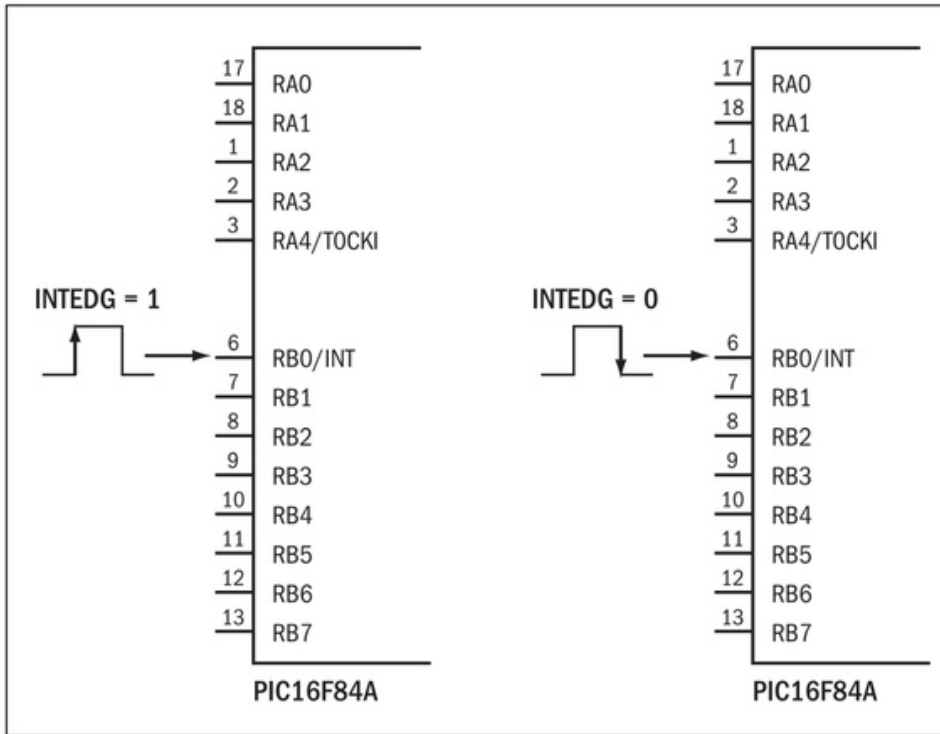 17 RA0
18 RA1
1 RA2
2 RA3
3 RA4/TOCKI
INTEDG = 1
6 RB0/INT
7 RB1
8 RB2
9 RB3
10 RB4
11 RB5
12 RB6
13 RB7
PIC16F84A
17 RA0
18 RA1
1 RA2
2 RA3
3 RA4/TOCKI
INTEDG = 0
6 RB0/INT
7 RB1
8 RB2
9 RB3
10 RB4
11 RB5
12 RB6
13 RB7
PIC16F84A